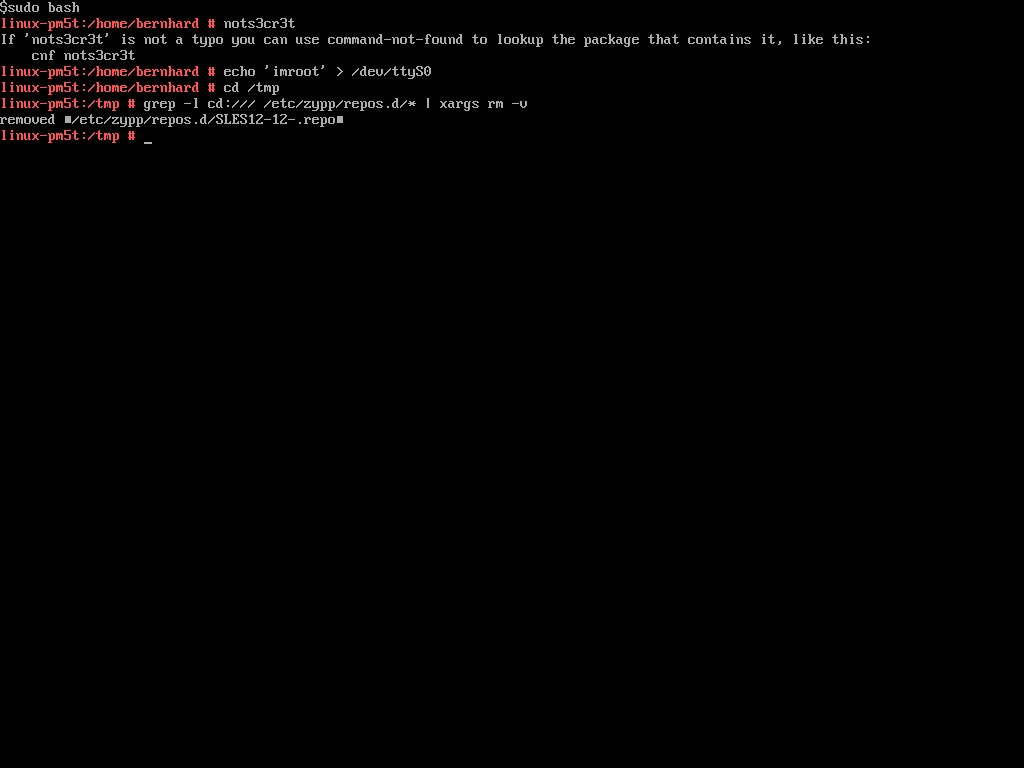 $sudo bash
linux-pm5t:/home/bernhard # nots3cr3t
If 'nots3cr3t' is not a typo you can use command-not-found to lookup the package that contains it, like this:
    cnf nots3cr3t
linux-pm5t:/home/bernhard # echo 'imroot' > /dev/ttyS0
linux-pm5t:/home/bernhard # cd /tmp
linux-pm5t:/tmp # grep -l cd:/// /etc/zypp/repos.d/* | xargs rm -v
removed ■/etc/zypp/repos.d/SLES12-12-.repo■
linux-pm5t:/tmp # _